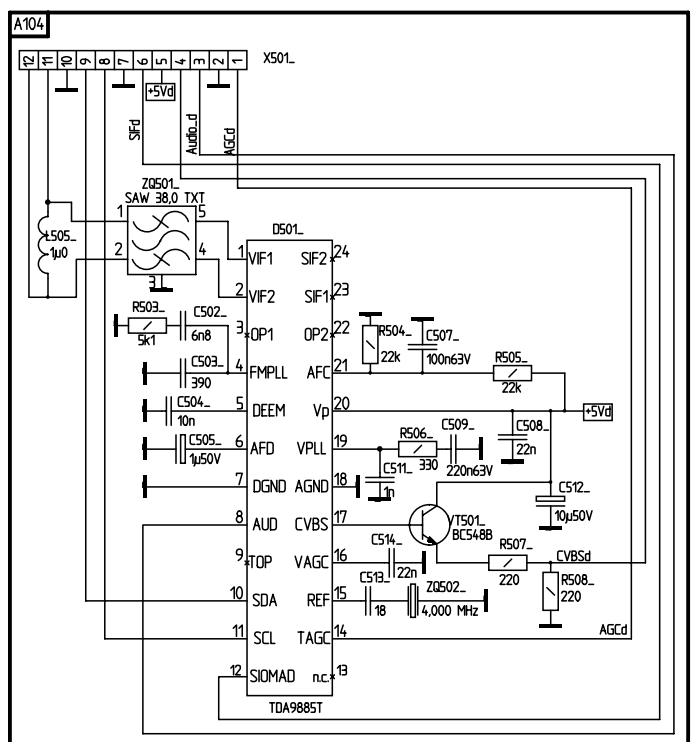 A104
12 11 10 9 8 7 6 5 4 3 2 1
X501_
+5Vd
SIFd
Audio_d
AGCd
ZQ501_
SAW 38,0 TXT
1 5
2 4
3
L505_
1µ0
D501_
1 VIF1 SIF2 24
2 VIF2 SIF1 23
3 OP1 OP2 22
4 FMPLL AFC 21
5 DEEM Vp 20
6 AFD VPLL 19
7 DGND AGND 18
8 AUD CVBS 17
9 TOP VAGC 16
10 SDA REF 15
11 SCL TAGC 14
12 SIOMAD n.c. 13
TDA9885T
R503_
5k1
C502_
6n8
C503_
390
C504_
10n
C505_
1µ50V
R504_
22k
C507_
100n63V
R505_
22k
+5Vd
C508_
22n
R506_
330
C509_
220n63V
C511_
1n
C512_
10µ50V
VT501_
BC548B
C514_
22n
R507_
220
CVBSd
R508_
220
C513_
18
ZQ502_
4,000 MHz
AGCd